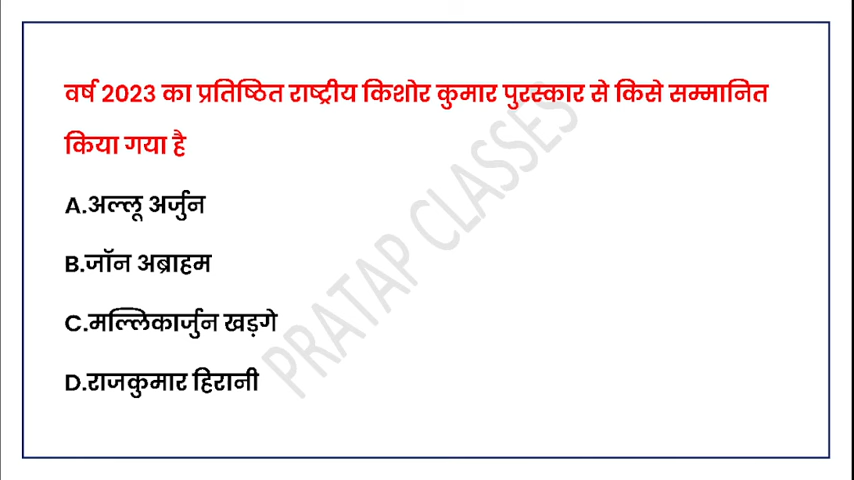 वर्ष 2023 का प्रतिष्ठित राष्ट्रीय किशोर कुमार पुरस्कार से किसे सम्मानित
किया गया है
A.अल्लू अर्जुन
B.जॉन अब्राहम
C.मल्लिकार्जुन खड़गे
D.राजकुमार हिरानी
PRATAP CLASSES